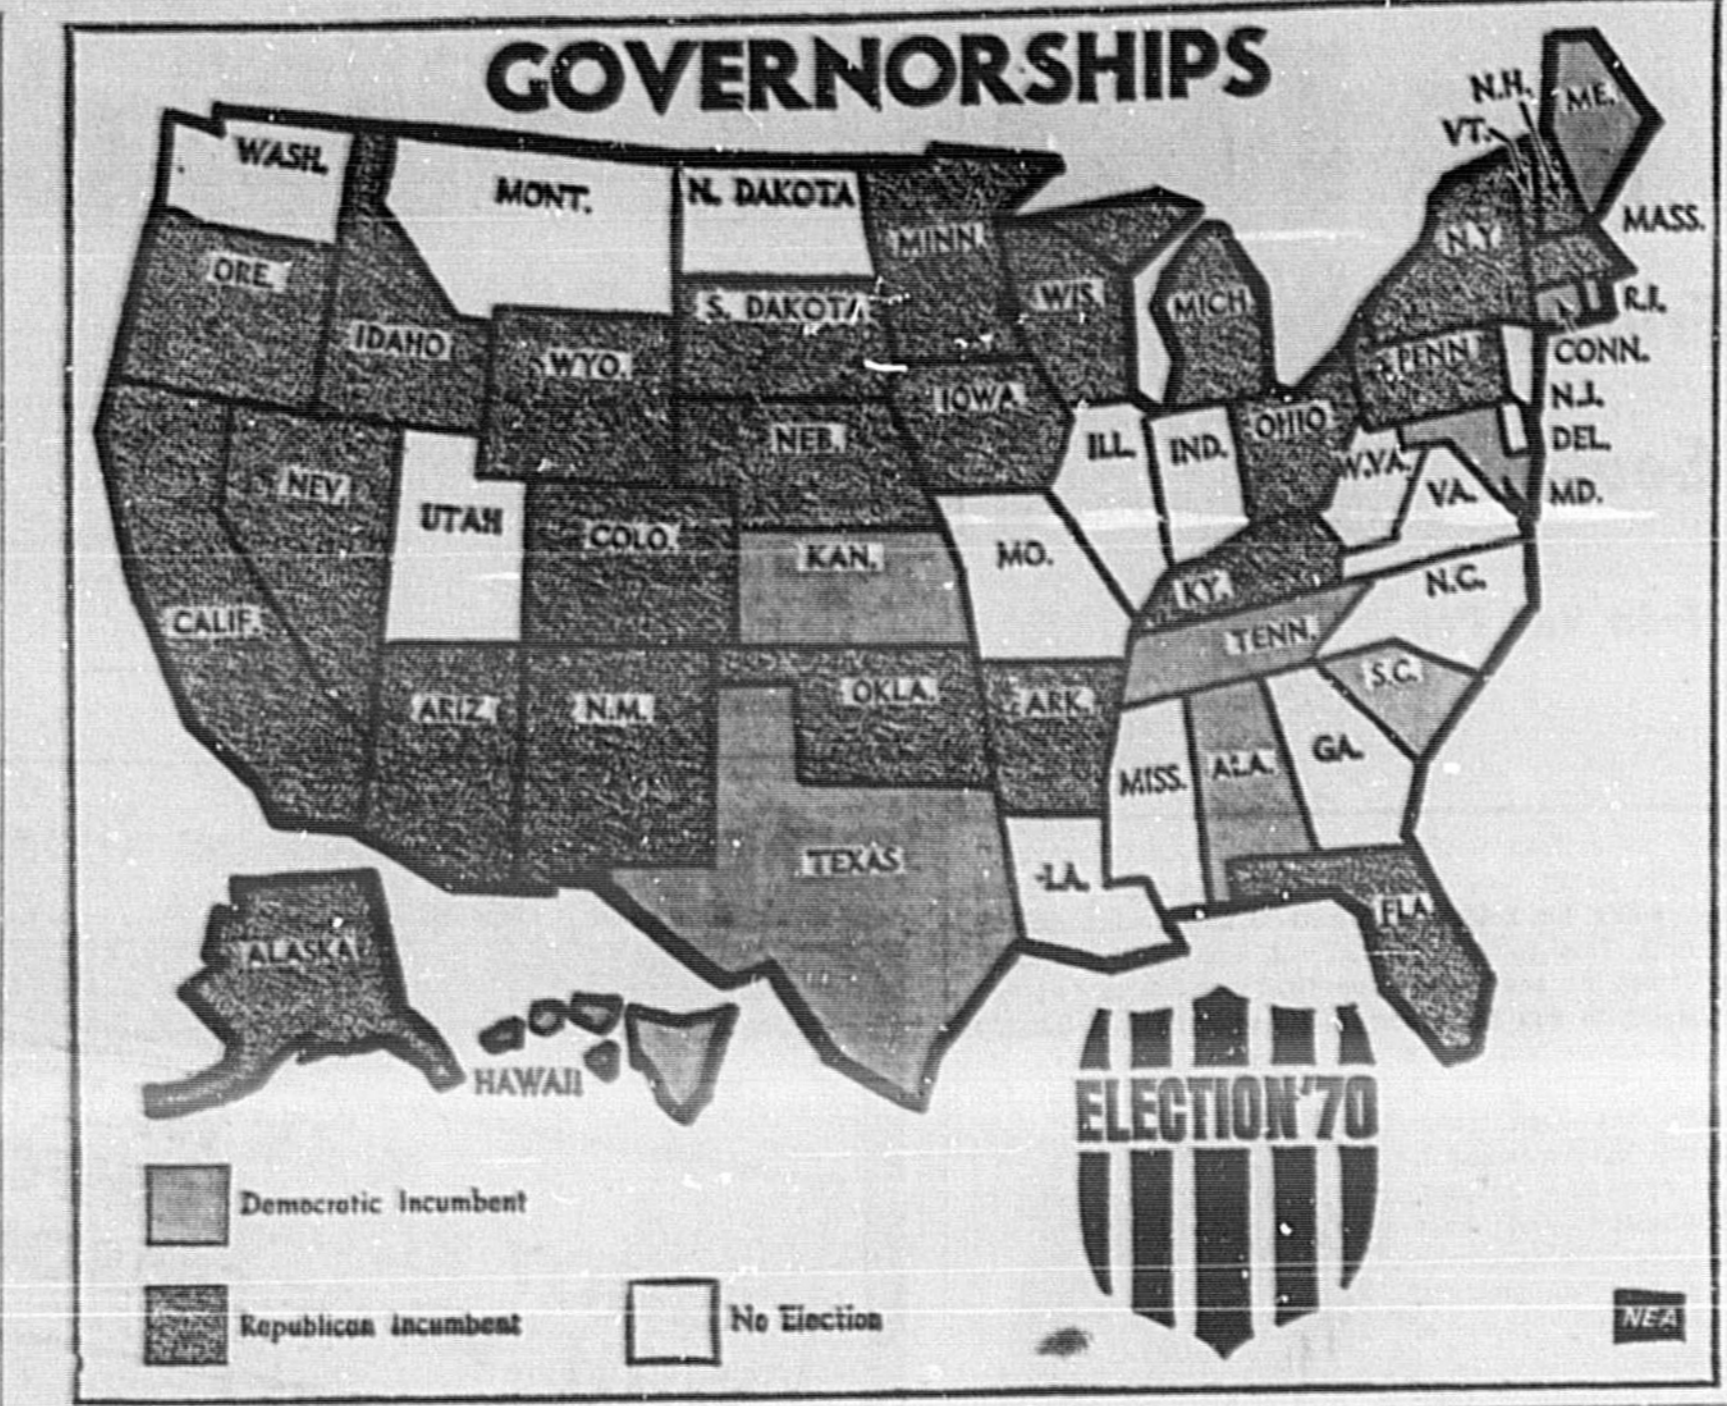 GOVERNORSHIPS
N.H.
ME.
VT.
WASH.
MONT.
N. DAKOTA
MINN.
MASS.
ORE.
N.Y.
IDAHO
S. DAKOTA
WIS.
MICH.
R.I.
WYO.
PENN.
CONN.
IOWA
N.J.
NEB.
ILL.
IND.
OHIO
DEL.
NEV.
W.VA.
VA.
MD.
UTAH
COLO.
KAN.
MO.
KY.
N.C.
CALIF.
TENN.
ARIZ.
N.M.
OKLA.
ARK.
S.C.
MISS.
ALA.
GA.
TEXAS
LA.
FLA.
ALASKA
HAWAII
ELECTION '70
Democratic Incumbent
Republican Incumbent
No Election
NEA